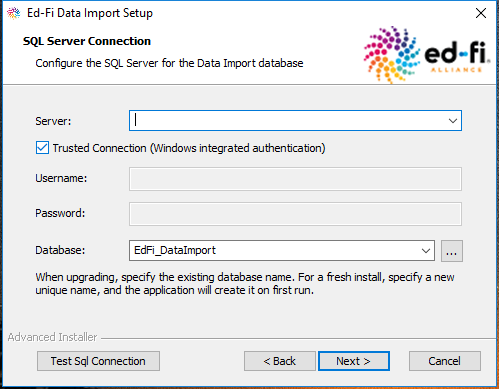 Ed-Fi Data Import Setup
SQL Server Connection
Configure the SQL Server for the Data Import database
ed-fi
ALLIANCE
Server:
Trusted Connection (Windows integrated authentication)
Username:
Password:
Database: EdFi_DataImport ...
When upgrading, specify the existing database name. For a fresh install, specify a new
unique name, and the application will create it on first run.
Advanced Installer
Test Sql Connection < Back Next > Cancel